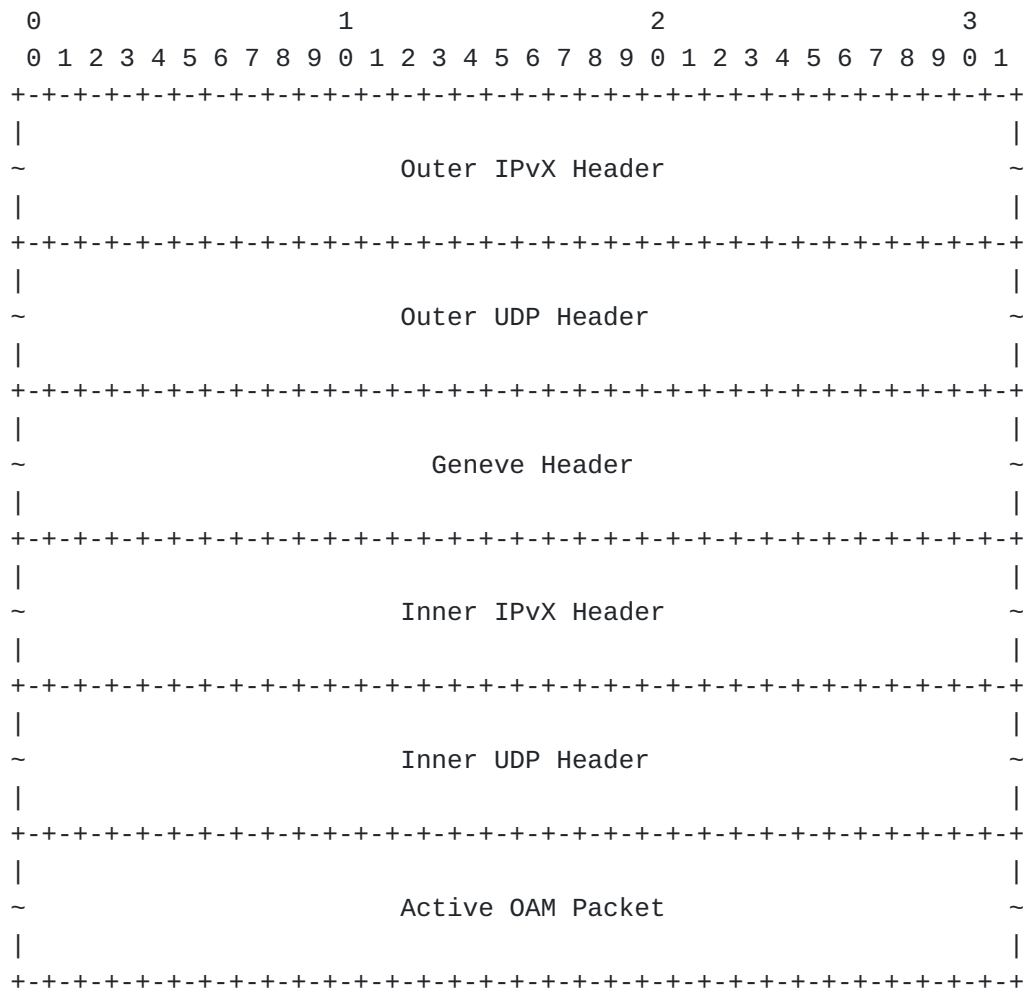 0                   1                   2                   3
 0 1 2 3 4 5 6 7 8 9 0 1 2 3 4 5 6 7 8 9 0 1 2 3 4 5 6 7 8 9 0 1
+-+-+-+-+-+-+-+-+-+-+-+-+-+-+-+-+-+-+-+-+-+-+-+-+-+-+-+-+-+-+-+-+
|                                                               |
~                        Outer IPvX Header                      ~
|                                                               |
+-+-+-+-+-+-+-+-+-+-+-+-+-+-+-+-+-+-+-+-+-+-+-+-+-+-+-+-+-+-+-+-+
|                                                               |
~                        Outer UDP Header                       ~
|                                                               |
+-+-+-+-+-+-+-+-+-+-+-+-+-+-+-+-+-+-+-+-+-+-+-+-+-+-+-+-+-+-+-+-+
|                                                               |
~                          Geneve Header                        ~
|                                                               |
+-+-+-+-+-+-+-+-+-+-+-+-+-+-+-+-+-+-+-+-+-+-+-+-+-+-+-+-+-+-+-+-+
|                                                               |
~                        Inner IPvX Header                      ~
|                                                               |
+-+-+-+-+-+-+-+-+-+-+-+-+-+-+-+-+-+-+-+-+-+-+-+-+-+-+-+-+-+-+-+-+
|                                                               |
~                        Inner UDP Header                       ~
|                                                               |
+-+-+-+-+-+-+-+-+-+-+-+-+-+-+-+-+-+-+-+-+-+-+-+-+-+-+-+-+-+-+-+-+
|                                                               |
~                        Active OAM Packet                      ~
|                                                               |
+-+-+-+-+-+-+-+-+-+-+-+-+-+-+-+-+-+-+-+-+-+-+-+-+-+-+-+-+-+-+-+-+